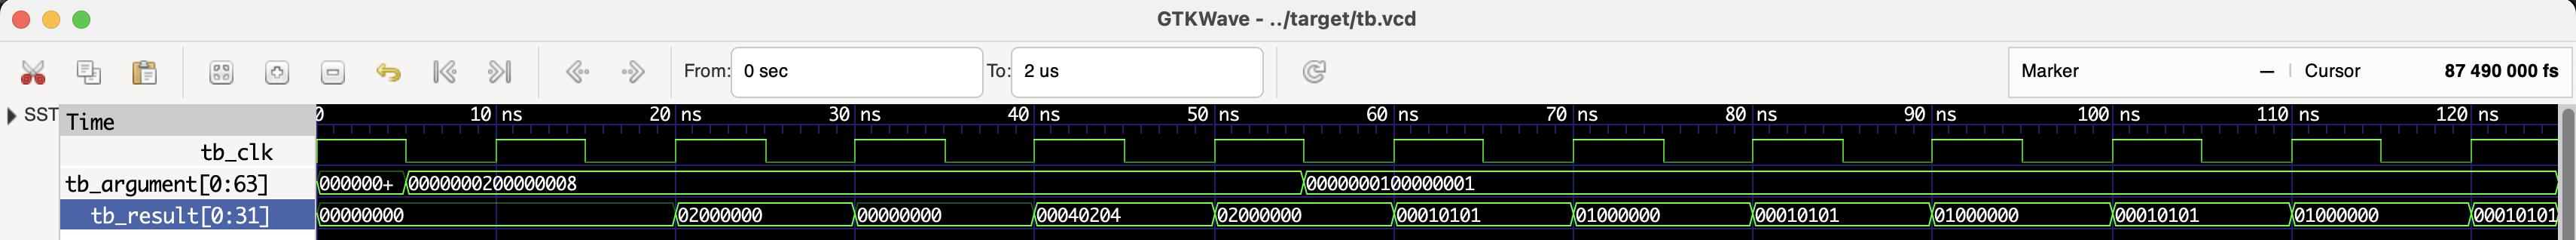 GTKWave - ../target/tb.vcd
From: 0 sec To: 2 us Marker — | Cursor 87 490 000 fs
SST
Time 0 10 ns 20 ns 30 ns 40 ns 50 ns 60 ns 70 ns 80 ns 90 ns 100 ns 110 ns 120 ns
tb_clk
tb_argument[0:63] 000000+ 0000000200000008 0000000100000001
tb_result[0:31] 00000000 02000000 00000000 00040204 02000000 00010101 01000000 00010101 01000000 00010101 01000000 00010101